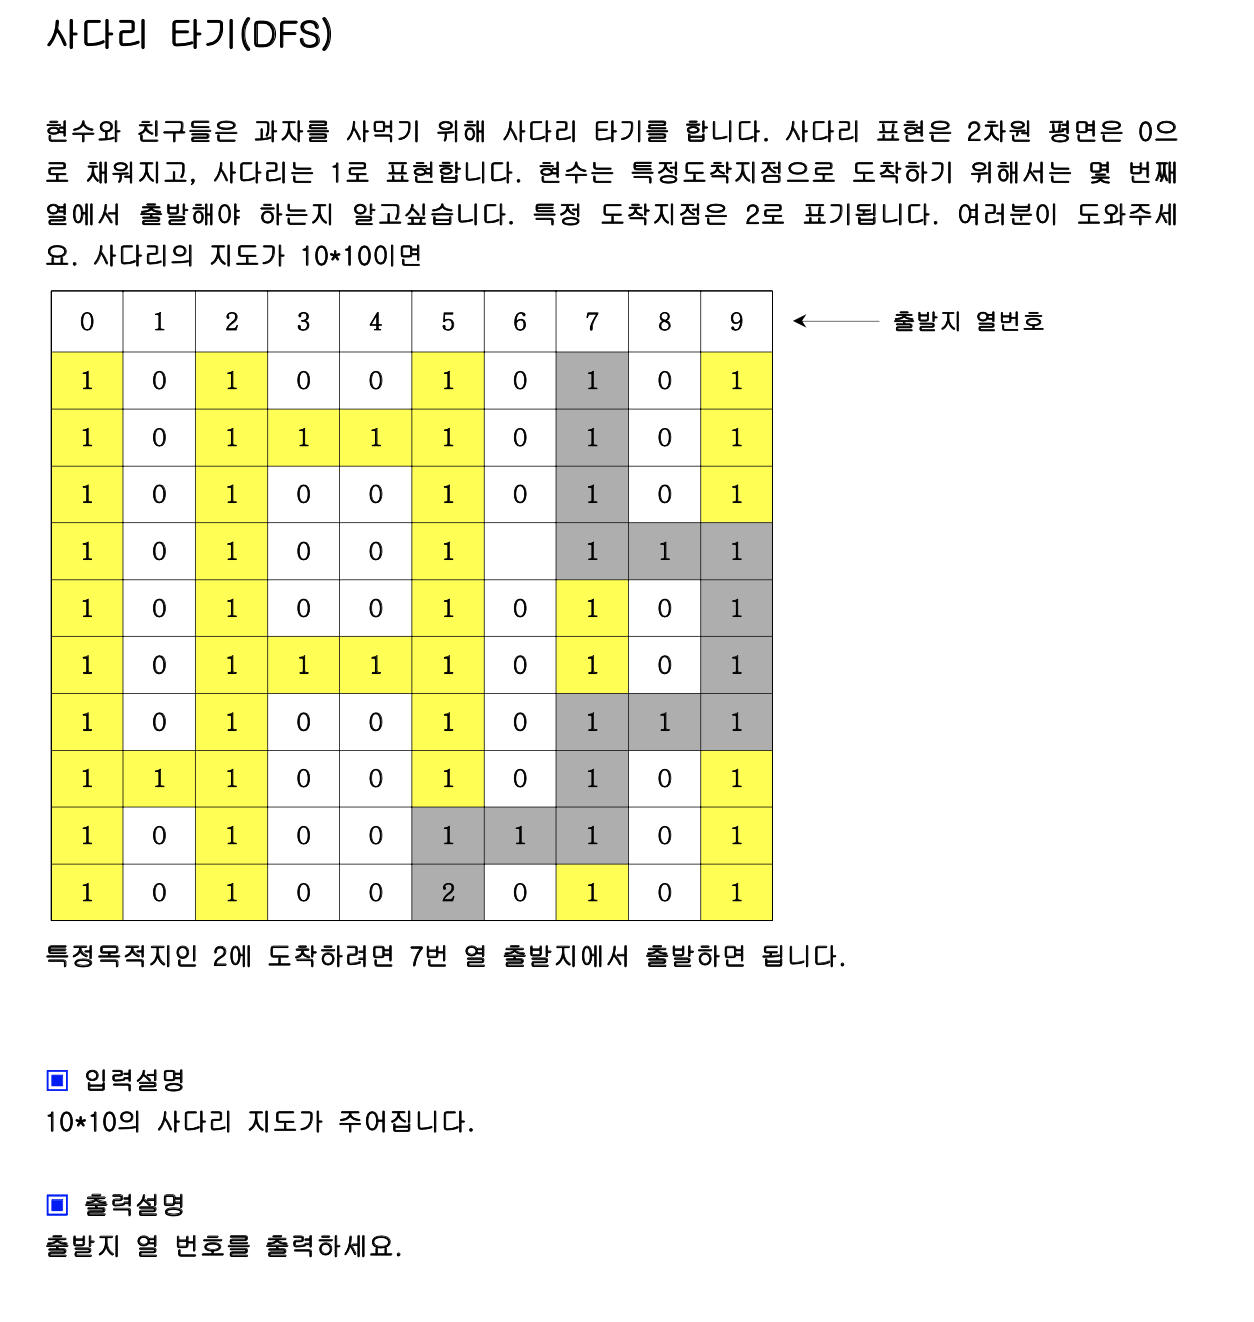 사다리 타기(DFS)
현수와 친구들은 과자를 사먹기 위해 사다리 타기를 합니다. 사다리 표현은 2차원 평면은 0으
로 채워지고, 사다리는 1로 표현합니다. 현수는 특정도착지점으로 도착하기 위해서는 몇 번째
열에서 출발해야 하는지 알고싶습니다. 특정 도착지점은 2로 표기됩니다. 여러분이 도와주세
요. 사다리의 지도가 10*10이면
0 1 2 3 4 5 6 7 8 9 출발지 열번호
1 0 1 0 0 1 0 1 0 1
1 0 1 1 1 1 0 1 0 1
1 0 1 0 0 1 0 1 0 1
1 0 1 0 0 1 1 1 1
1 0 1 0 0 1 0 1 0 1
1 0 1 1 1 1 0 1 0 1
1 0 1 0 0 1 0 1 1 1
1 1 1 0 0 1 0 1 0 1
1 0 1 0 0 1 1 1 0 1
1 0 1 0 0 2 0 1 0 1
특정목적지인 2에 도착하려면 7번 열 출발지에서 출발하면 됩니다.
▣ 입력설명
10*10의 사다리 지도가 주어집니다.
▣ 출력설명
출발지 열 번호를 출력하세요.